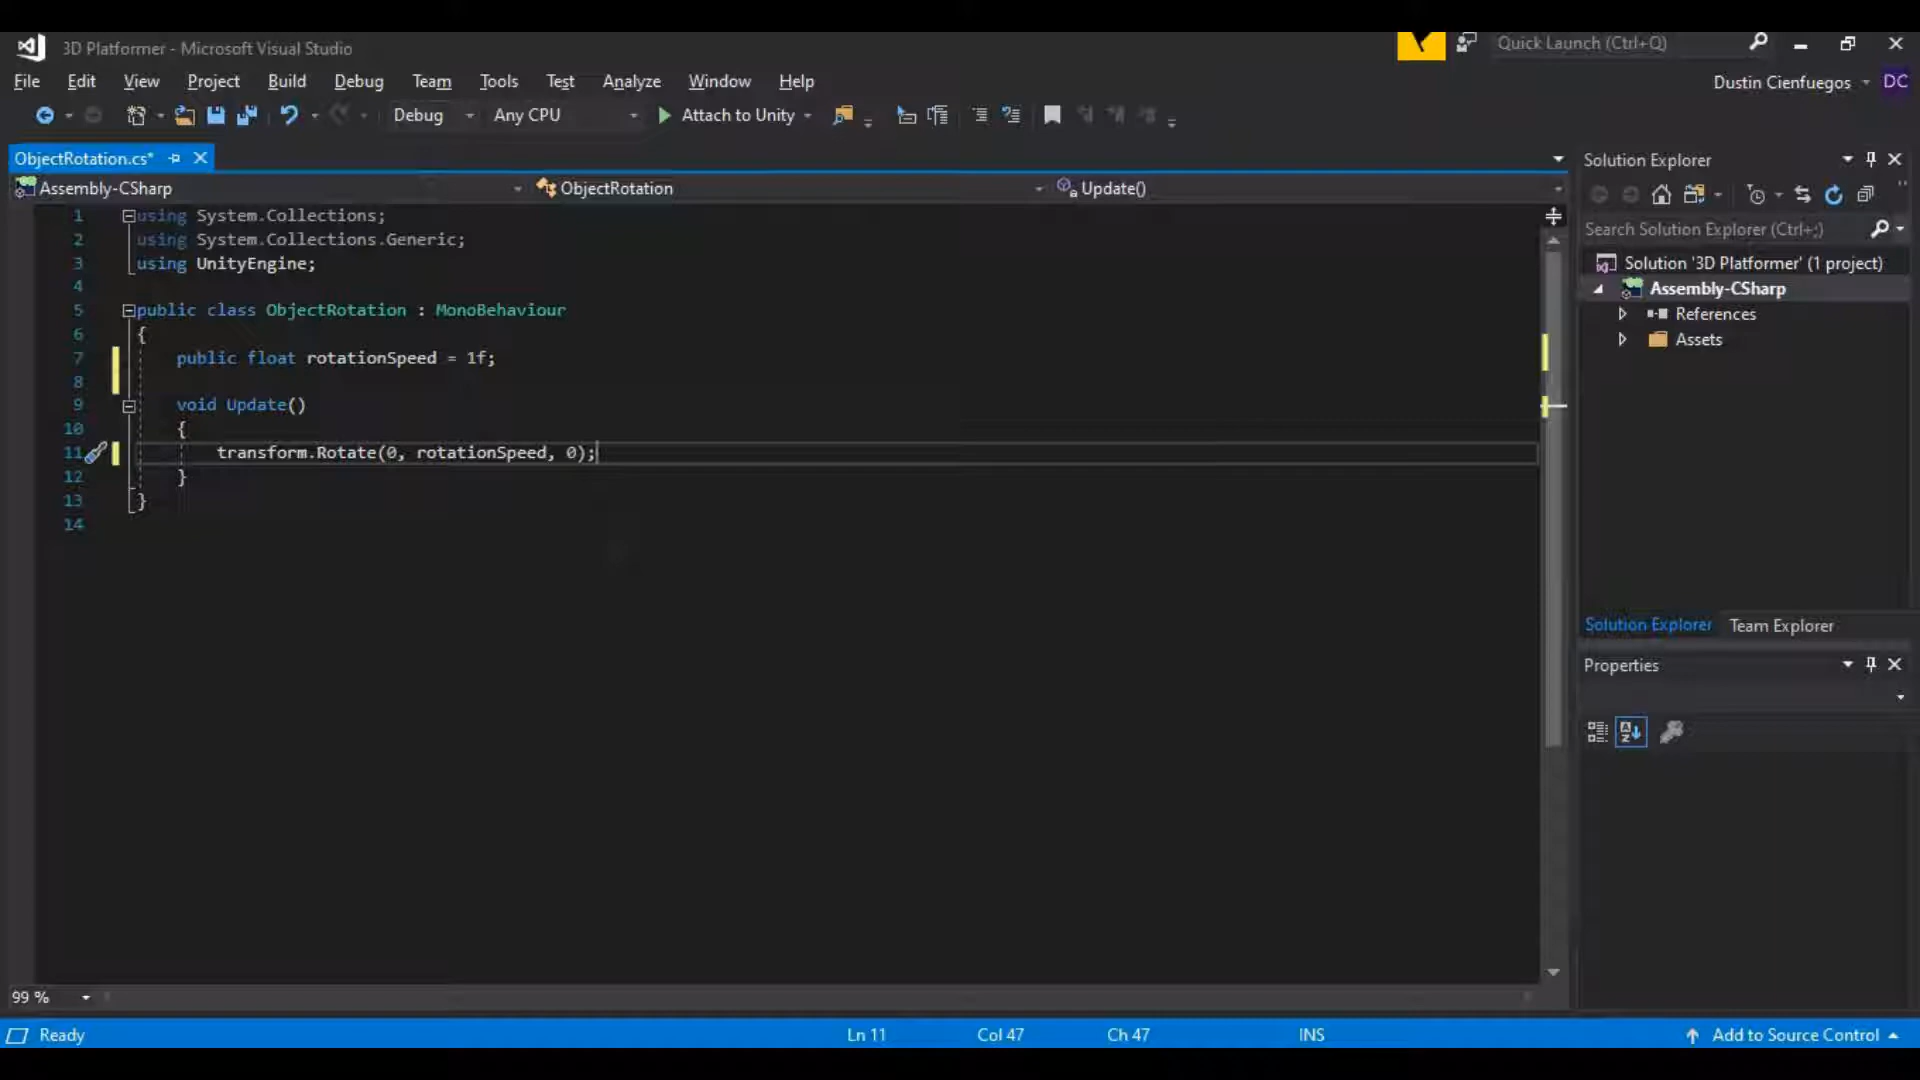 3D Platformer - Microsoft Visual Studio
Quick Launch (Ctrl+Q)
File Edit View Project Build Debug Team Tools Test Analyze Window Help
Dustin Cienfuegos DC
Debug Any CPU Attach to Unity
ObjectRotation.cs*
Solution Explorer
Assembly-CSharp ObjectRotation Update()
Search Solution Explorer (Ctrl+;)
Solution '3D Platformer' (1 project)
Assembly-CSharp
References
Assets
1 using System.Collections;
2 using System.Collections.Generic;
3 using UnityEngine;
4
5 public class ObjectRotation : MonoBehaviour
6 {
7 public float rotationSpeed = 1f;
8
9 void Update()
10 {
11 transform.Rotate(0, rotationSpeed, 0);
12 }
13 }
14
Solution Explorer Team Explorer
Properties
99 %
Ready Ln 11 Col 47 Ch 47 INS Add to Source Control